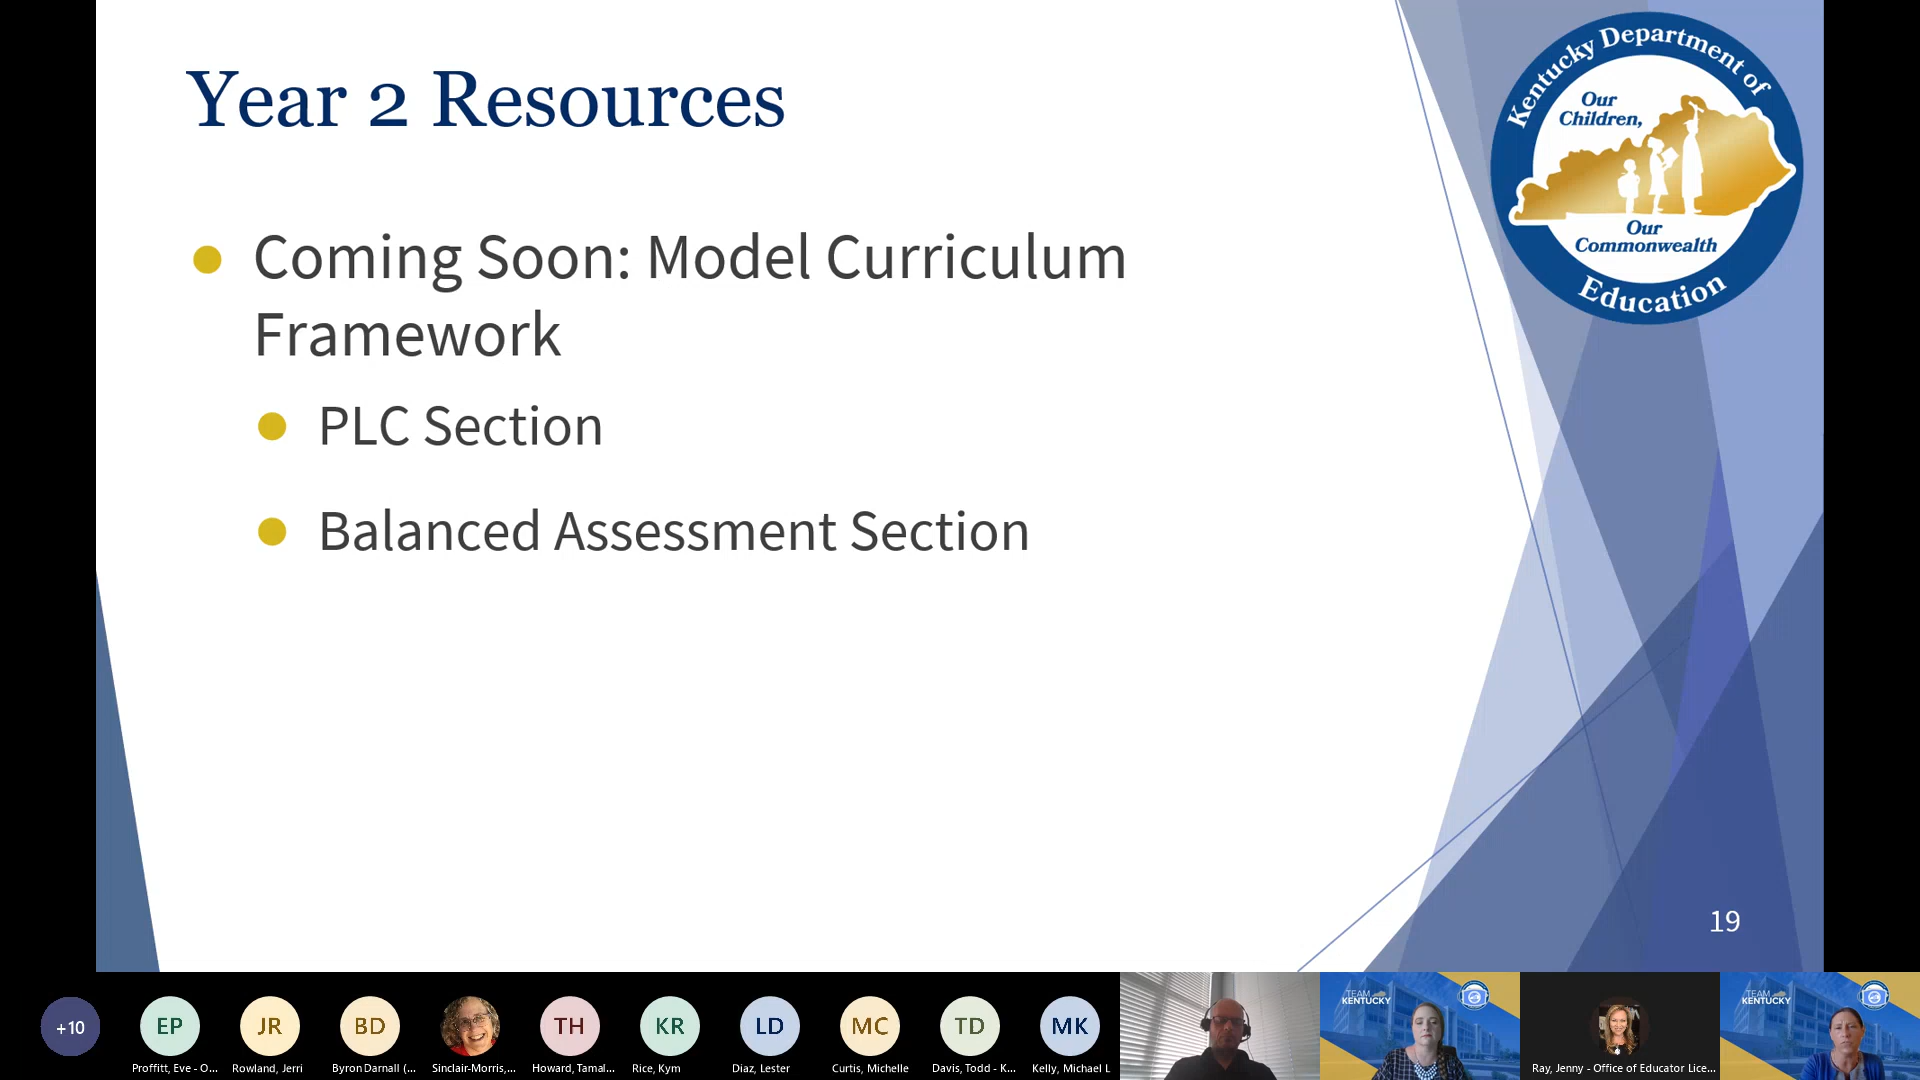 Year 2 Resources
Kentucky Department of
Our
Children,
Our
Commonwealth
Education
Coming Soon: Model Curriculum
Framework
PLC Section
Balanced Assessment Section
19
+10
EP
JR
BD
TH
KR
LD
MC
TD
MK
TEAM
KENTUCKY
TEAM
KENTUCKY
Proffitt, Eve - O...
Rowland, Jerri
Byron Darnall (...
Sinclair-Morris,...
Howard, Tamal...
Rice, Kym
Diaz, Lester
Curtis, Michelle
Davis, Todd - K...
Kelly, Michael L
Ray, Jenny - Office of Educator Lice...